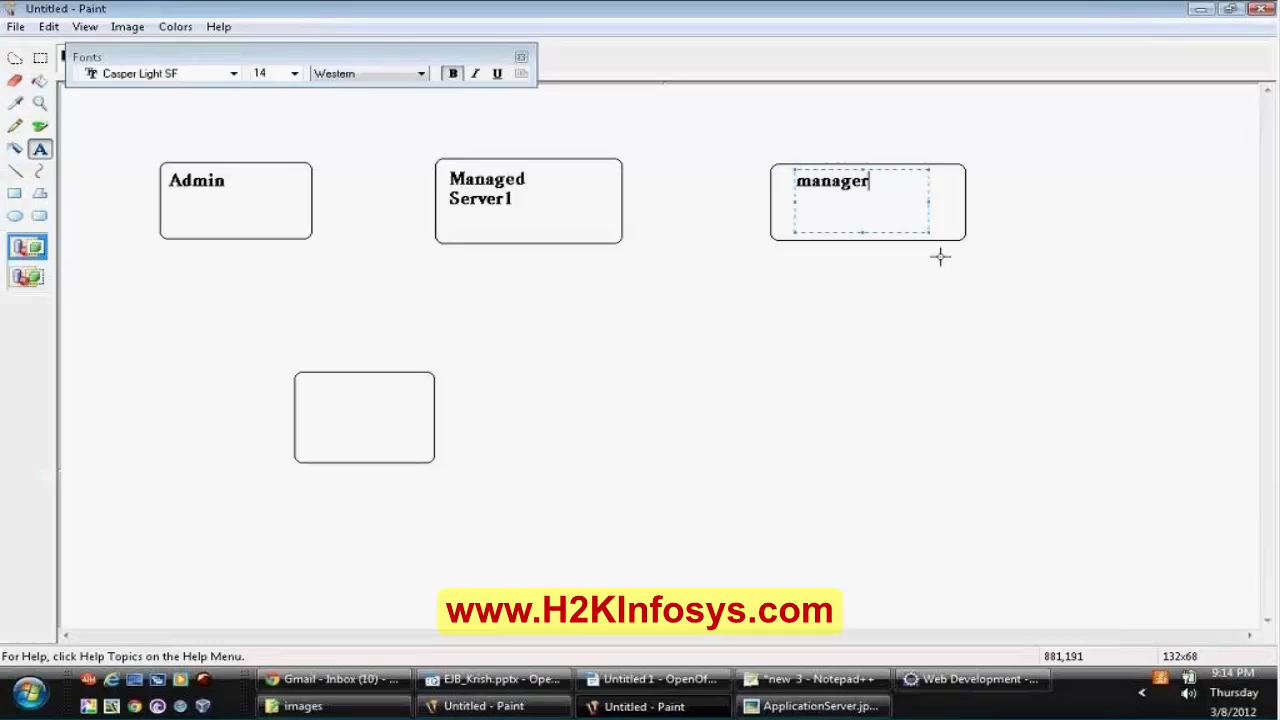 Untitled - Paint
File Edit View Image Colors Help
Fonts
Casper Light SF 14 Western B I U
Admin
Managed
Server1
manager
www.H2KInfosys.com
For Help, click Help Topics on the Help Menu.
881,191
132x68
Gmail - Inbox (10) - ...
EJB_Krish.pptx - Ope...
Untitled 1 - OpenOf...
*new 3 - Notepad++
Web Development -...
9:14 PM
images
Untitled - Paint
Untitled - Paint
ApplicationServer.jp...
Thursday
3/8/2012